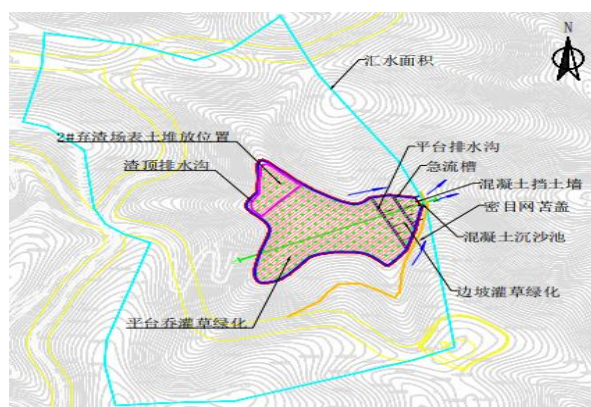 N
汇水面积
2#弃渣场表土堆放位置
渣顶排水沟
平台排水沟
急流槽
混凝土挡土墙
密目网苫盖
混凝土沉沙池
边坡灌草绿化
平台乔灌草绿化